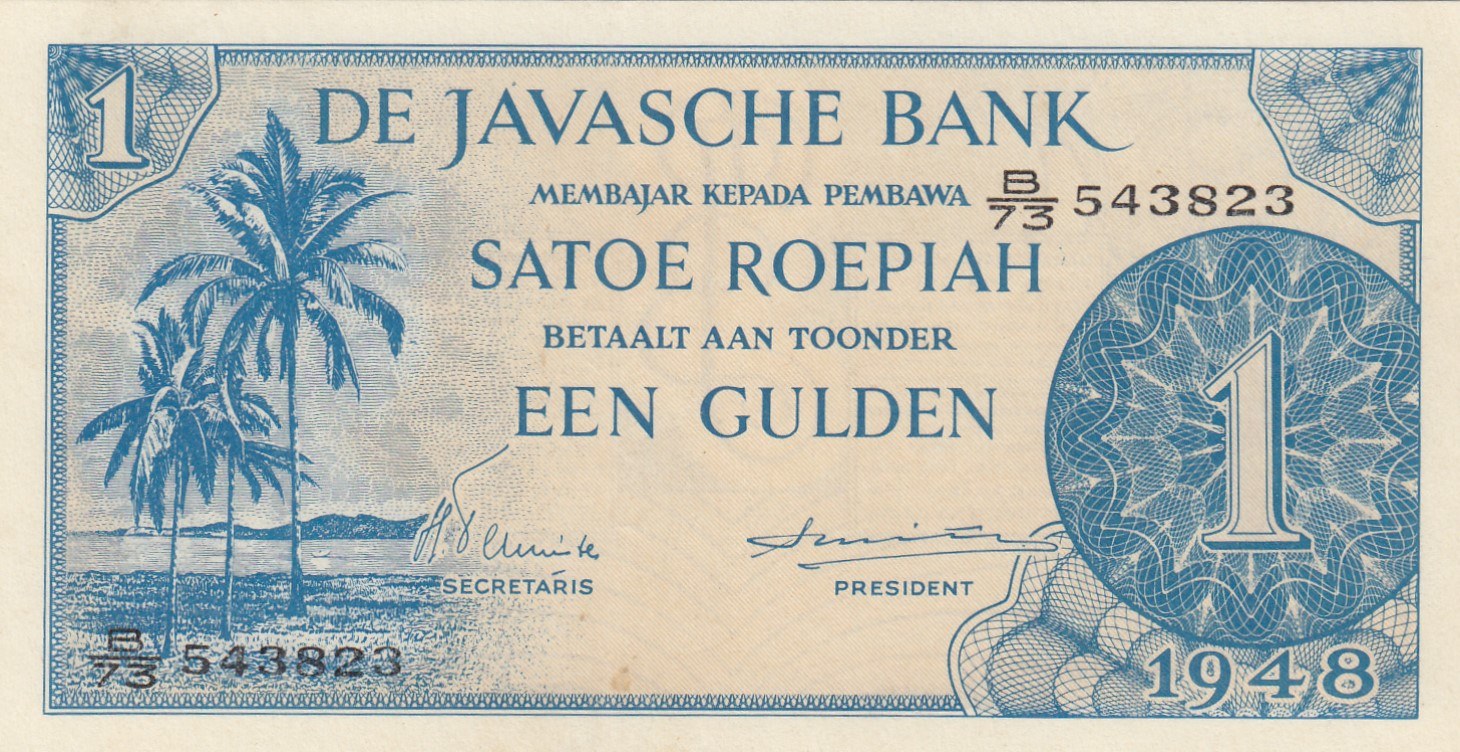 1
DE JAVASCHE BANK
MEMBAJAR KEPADA PEMBAWA
B/73 543823
SATOE ROEPIAH
BETAALT AAN TOONDER
EEN GULDEN
1
SECRETARIS
PRESIDENT
B/73 543823
1948